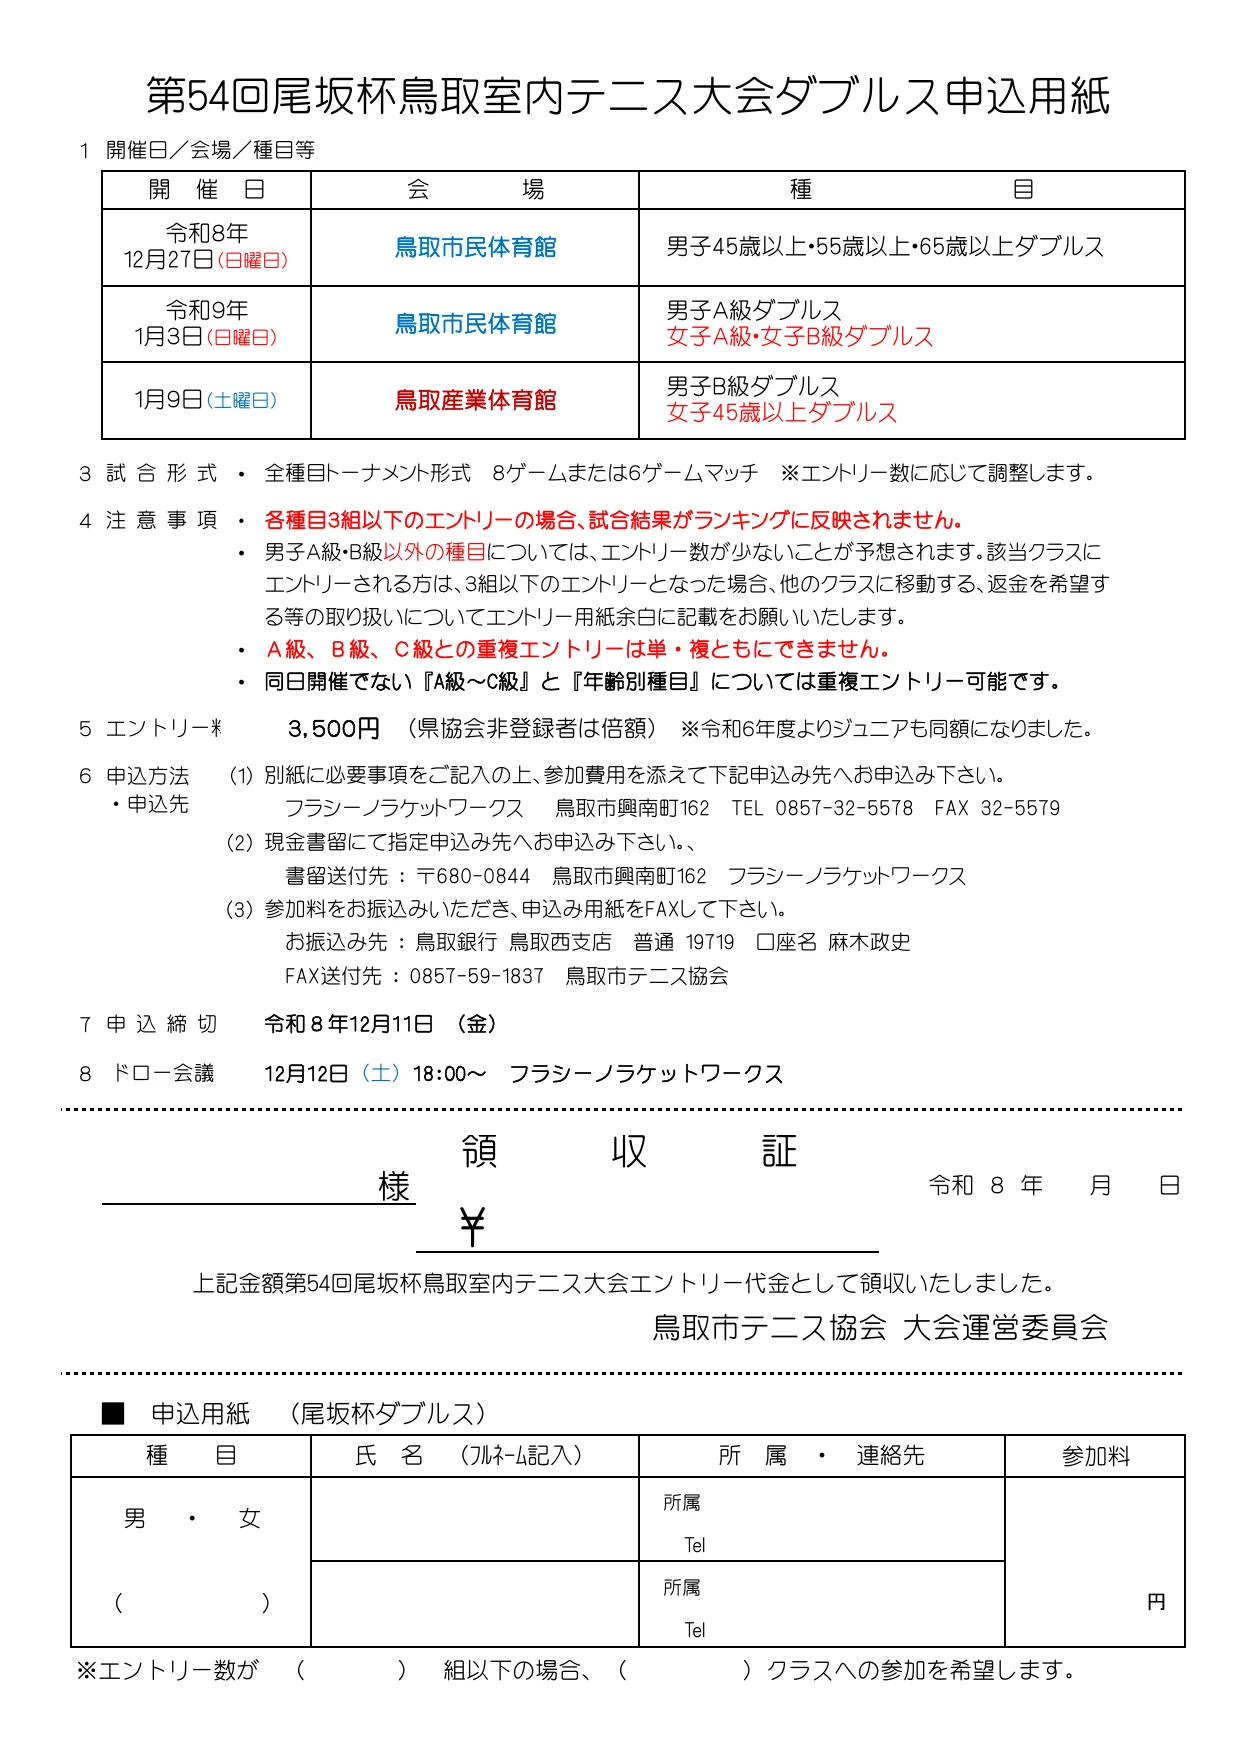 第54回尾坂杯鳥取室内テニス大会ダブルス申込用紙
1 開催日／会場／種目等
開 催 日 会 場 種 目
令和8年
12月27日(日曜日) 鳥取市民体育館 男子45歳以上･55歳以上･65歳以上ダブルス
令和9年
1月3日(日曜日) 鳥取市民体育館 男子A級ダブルス
女子A級･女子B級ダブルス
1月9日(土曜日) 鳥取産業体育館 男子B級ダブルス
女子45歳以上ダブルス
3 試 合 形 式 ・ 全種目トーナメント形式 8ゲームまたは6ゲームマッチ ※エントリー数に応じて調整します。
4 注 意 事 項 ・ 各種目3組以下のエントリーの場合、試合結果がランキングに反映されません。
・ 男子A級･B級以外の種目については、エントリー数が少ないことが予想されます。該当クラスに
エントリーされる方は、3組以下のエントリーとなった場合、他のクラスに移動する、返金を希望す
る等の取り扱いについてエントリー用紙余白に記載をお願いいたします。
・ Ａ級、Ｂ級、Ｃ級との重複エントリーは単・複ともにできません。
・ 同日開催でない『A級～C級』と『年齢別種目』については重複エントリー可能です。
5 エントリー料 3,500円 （県協会非登録者は倍額） ※令和6年度よりジュニアも同額になりました。
6 申込方法 (1) 別紙に必要事項をご記入の上、参加費用を添えて下記申込み先へお申込み下さい。
・申込先 フラシーノラケットワークス 鳥取市興南町162 TEL 0857-32-5578 FAX 32-5579
(2) 現金書留にて指定申込み先へお申込み下さい。、
書留送付先 ： 〒680-0844 鳥取市興南町162 フラシーノラケットワークス
(3) 参加料をお振込みいただき、申込み用紙をFAXして下さい。
お振込み先 ： 鳥取銀行 鳥取西支店 普通 19719 口座名 麻木政史
FAX送付先 ： 0857-59-1837 鳥取市テニス協会
7 申 込 締 切 令和８年12月11日 （金）
8 ドロー会議 12月12日（土）18:00～ フラシーノラケットワークス
領 収 証
様 令和 8 年 月 日
￥
上記金額第54回尾坂杯鳥取室内テニス大会エントリー代金として領収いたしました。
鳥取市テニス協会 大会運営委員会
■ 申込用紙 （尾坂杯ダブルス）
種 目 氏 名 （ﾌﾙﾈｰﾑ記入） 所 属 ・ 連絡先 参加料
男 ・ 女 所属
Tel
（ ） 所属 円
Tel
※エントリー数が （ ） 組以下の場合、（ ）クラスへの参加を希望します。